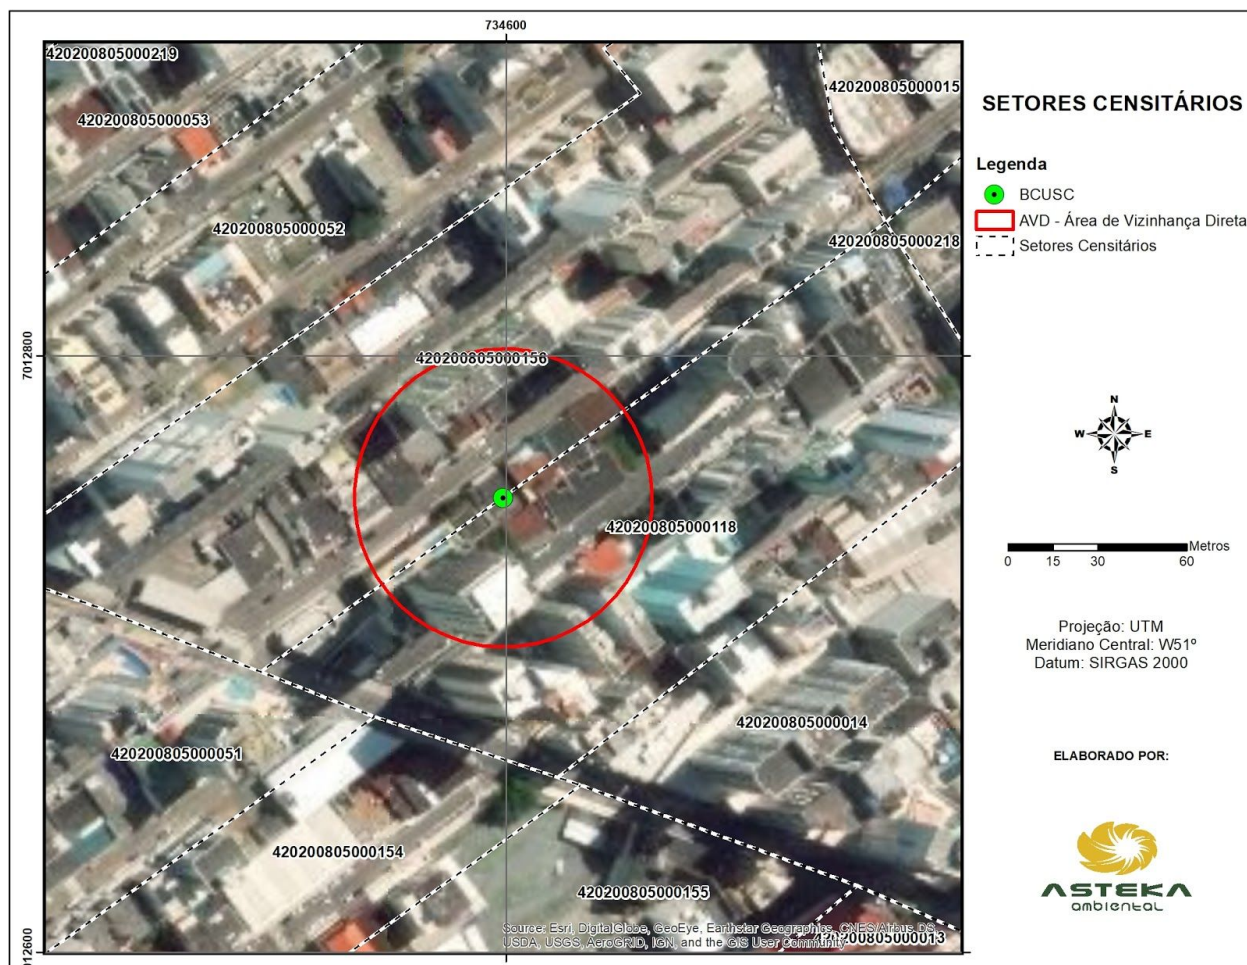 734600
420200805000219
420200805000015
420200805000053
420200805000052
420200805000218
7012800
420200805000156
420200805000118
420200805000014
420200805000051
420200805000154
420200805000155
420200805000013
Source: Esri, DigitalGlobe, GeoEye, Earthstar Geographics, CNES/Airbus DS,
USDA, USGS, AeroGRID, IGN, and the GIS User Community
012600
SETORES CENSITÁRIOS
Legenda
BCUSC
AVD - Área de Vizinhança Direta
Setores Censitários
N
W E
S
Metros
0 15 30 60
Projeção: UTM
Meridiano Central: W51º
Datum: SIRGAS 2000
ELABORADO POR:
ASTEKA
ambiental